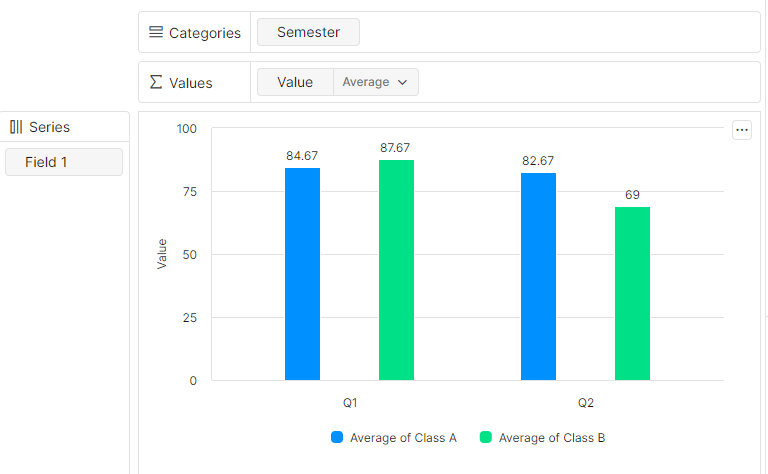 Categories
Semester
Values
Value Average
Series
Field 1
100
75
50
25
0
Value
84.67
87.67
82.67
69
Q1 Q2
Average of Class A Average of Class B